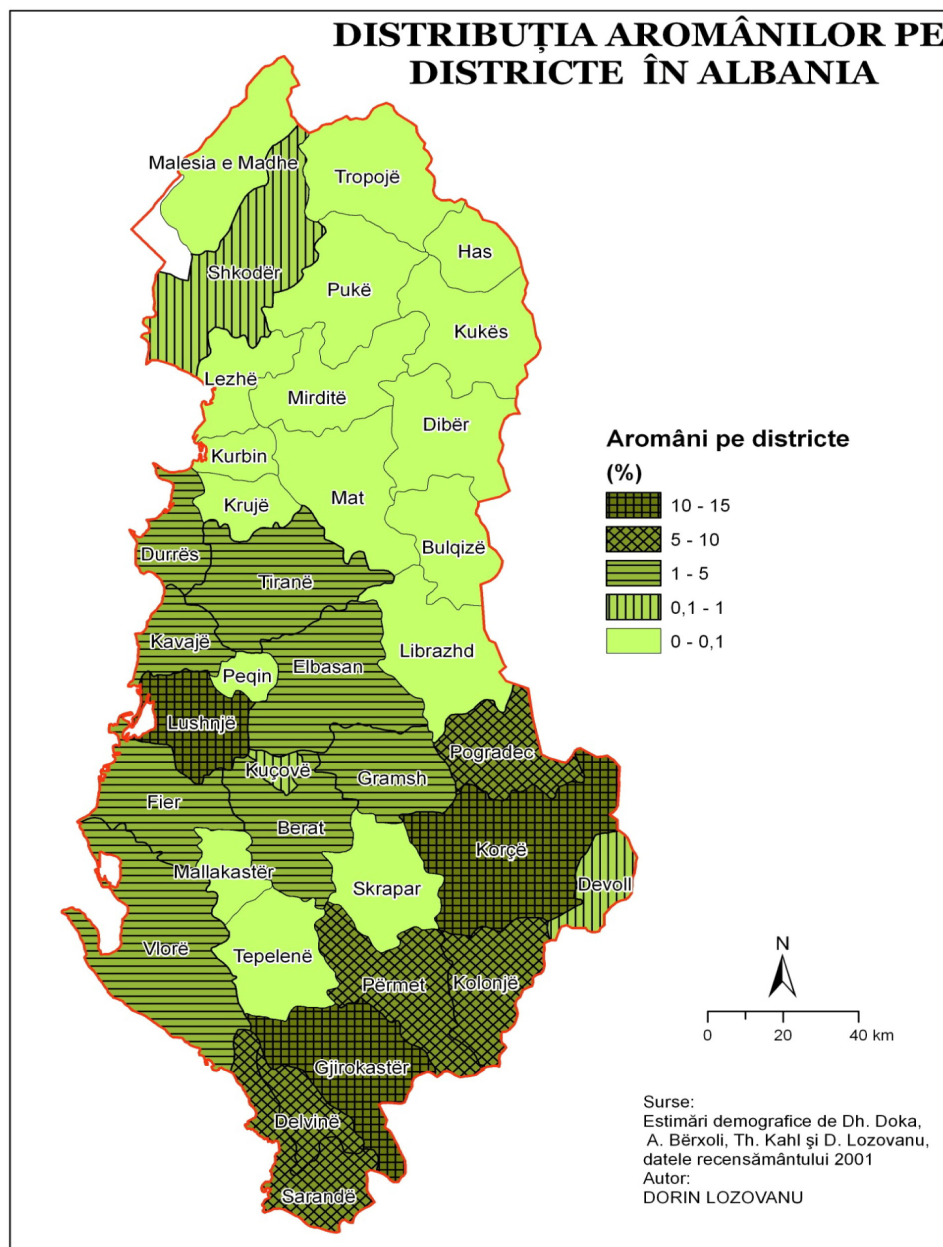 DISTRIBUȚIA AROMÂNILOR PE
DISTRICTE ÎN ALBANIA
Malesia e Madhe
Tropojë
Has
Shkodër
Pukë
Kukës
Lezhë
Mirditë
Dibër
Kurbin
Mat
Krujë
Bulqizë
Durrës
Tiranë
Kavajë
Librazhd
Elbasan
Peqin
Lushnjë
Pogradec
Kuçovë
Gramsh
Fier
Berat
Korçë
Mallakastër
Skrapar
Devoll
Vlorë
Tepelenë
Përmet
Kolonjë
Gjirokastër
Delvinë
Sarandë
Aromâni pe districte
(%)
10 - 15
5 - 10
1 - 5
0,1 - 1
0 - 0,1
N
0 20 40 km
Surse:
Estimări demografice de Dh. Doka,
A. Bërxoli, Th. Kahl şi D. Lozovanu,
datele recensământului 2001
Autor:
DORIN LOZOVANU